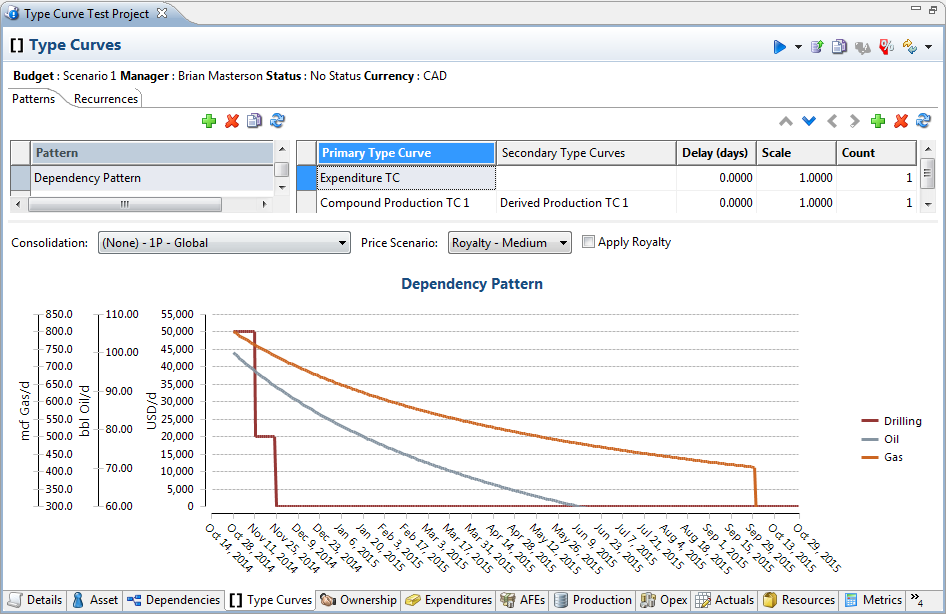 Type Curve Test Project
[] Type Curves
Budget : Scenario 1 Manager : Brian Masterson Status : No Status Currency : CAD
Patterns Recurrences
Pattern
Dependency Pattern
Primary Type Curve Secondary Type Curves Delay (days) Scale Count
Expenditure TC 0.0000 1.0000 1
Compound Production TC 1 Derived Production TC 1 0.0000 1.0000 1
Consolidation: (None) - 1P - Global Price Scenario: Royalty - Medium Apply Royalty
Dependency Pattern
mcf Gas/d
850.0
800.0
750.0
700.0
650.0
600.0
550.0
500.0
450.0
400.0
350.0
300.0
bbl Oil/d
110.00
100.00
90.00
80.00
70.00
60.00
USD/d
55,000
50,000
45,000
40,000
35,000
30,000
25,000
20,000
15,000
10,000
5,000
0
Drilling
Oil
Gas
Oct 14, 2014
Oct 28, 2014
Nov 11, 2014
Nov 25, 2014
Dec 9, 2014
Dec 23, 2014
Jan 6, 2015
Jan 20, 2015
Feb 3, 2015
Feb 17, 2015
Mar 3, 2015
Mar 17, 2015
Mar 31, 2015
Apr 14, 2015
Apr 28, 2015
May 12, 2015
May 26, 2015
Jun 9, 2015
Jun 23, 2015
Jul 7, 2015
Jul 21, 2015
Aug 4, 2015
Aug 18, 2015
Sep 1, 2015
Sep 15, 2015
Sep 29, 2015
Oct 13, 2015
Oct 29, 2015
Details Asset Dependencies [] Type Curves Ownership Expenditures AFEs Production Opex Actuals Resources Metrics »4